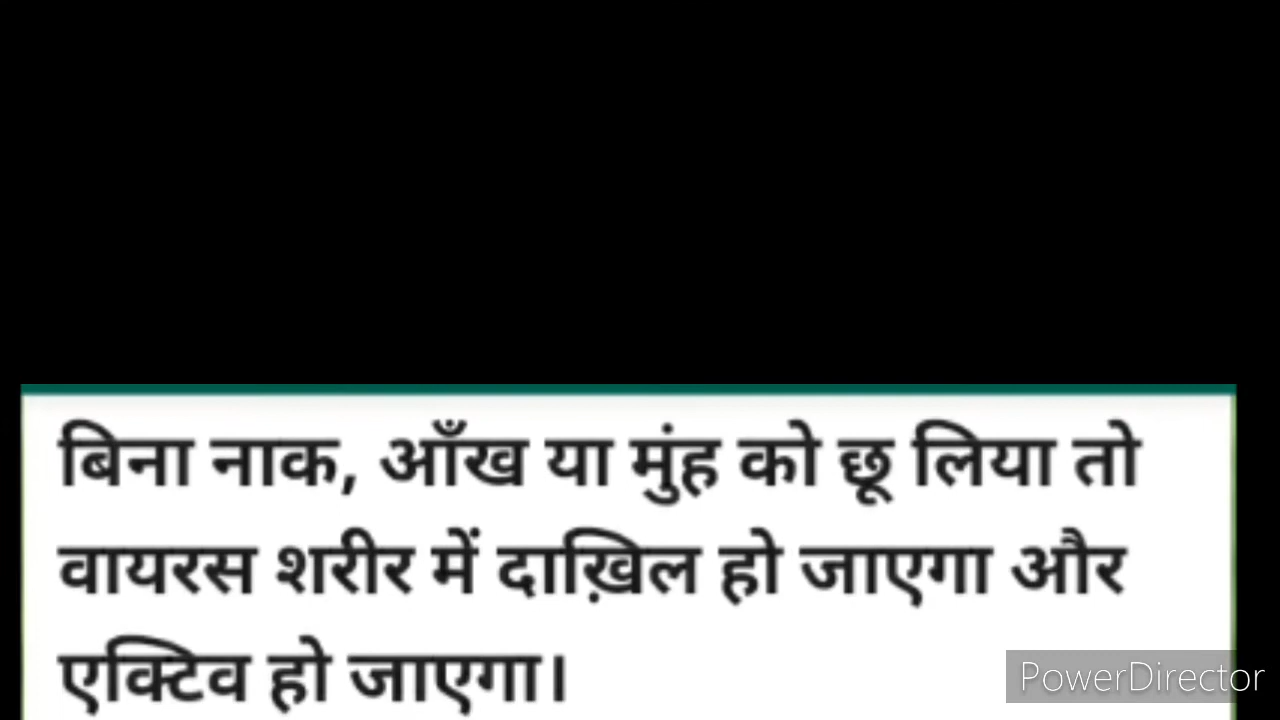 बिना नाक, आँख या मुंह को छू लिया तो
वायरस शरीर में दाख़िल हो जाएगा और
एक्टिव हो जाएगा।
PowerDirector